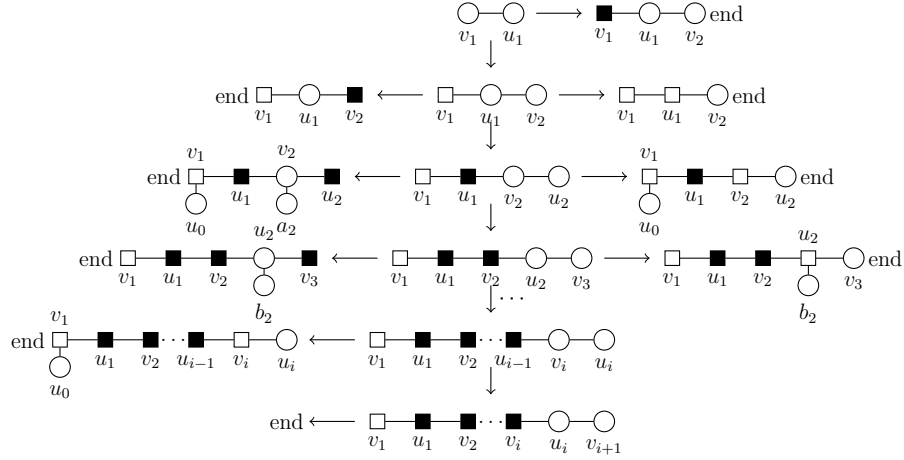 v₁ u₁ v₁ u₁ v₂ end
end v₁ u₁ v₂ v₁ u₁ v₂ v₁ u₁ v₂ end
v₁ v₂ v₁
end u₁ u₂ v₁ u₁ v₂ u₂ u₁ v₂ u₂ end
u₀ a₂ u₀
u₂ u₂
end v₁ u₁ v₂ v₃ v₁ u₁ v₂ u₂ v₃ v₁ u₁ v₂ v₃ end
b₂ b₂
...
v₁
end u₁ v₂ ... uᵢ₋₁ vᵢ uᵢ v₁ u₁ v₂ ... uᵢ₋₁ vᵢ uᵢ
u₀
end v₁ u₁ v₂ ... vᵢ uᵢ vᵢ₊₁